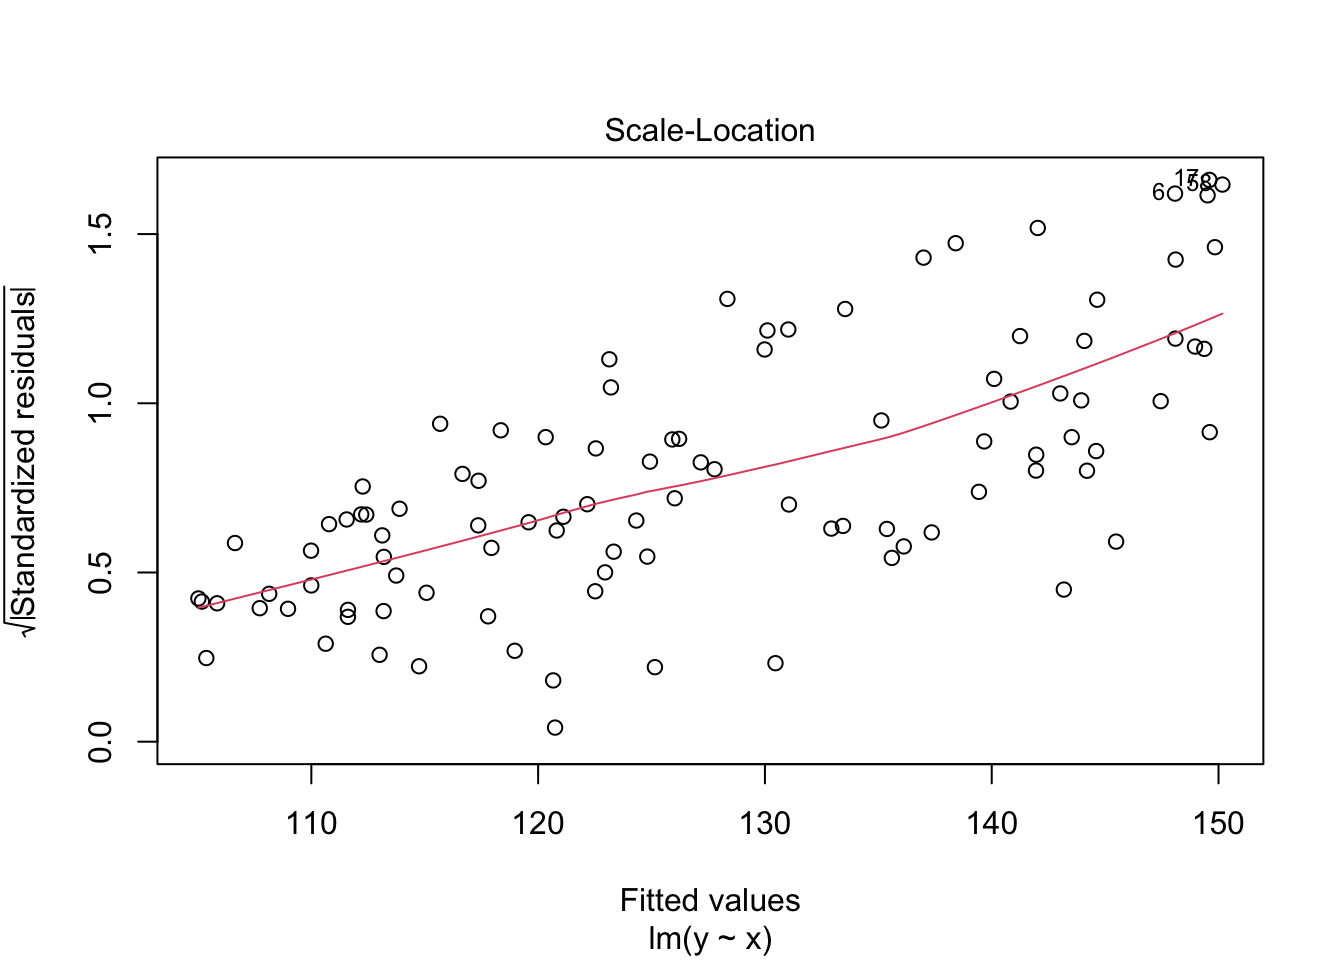 Scale-Location
√|Standardized residuals|
1.5
1.0
0.5
0.0
6
110 120 130 140 150
Fitted values
lm(y ~ x)